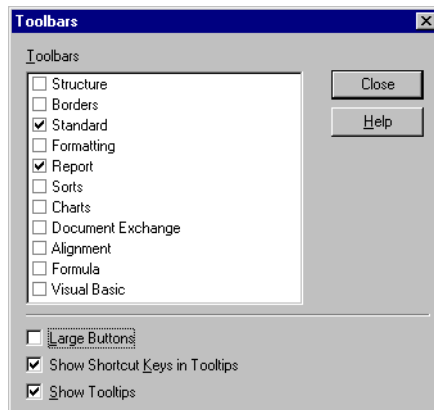 Toolbars
Toolbars
Structure
Borders
Standard
Formatting
Report
Sorts
Charts
Document Exchange
Alignment
Formula
Visual Basic
Close
Help
Large Buttons
Show Shortcut Keys in Tooltips
Show Tooltips